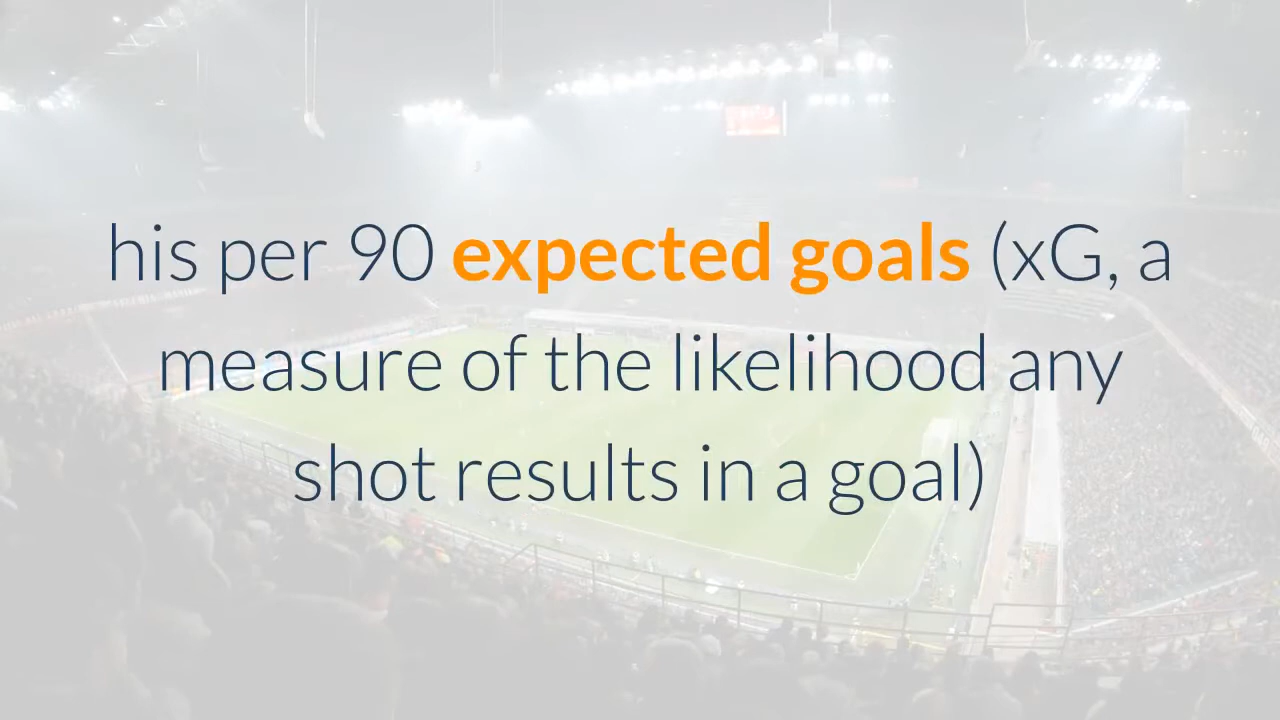 his per 90 expected goals (xG, a
measure of the likelihood any
shot results in a goal)